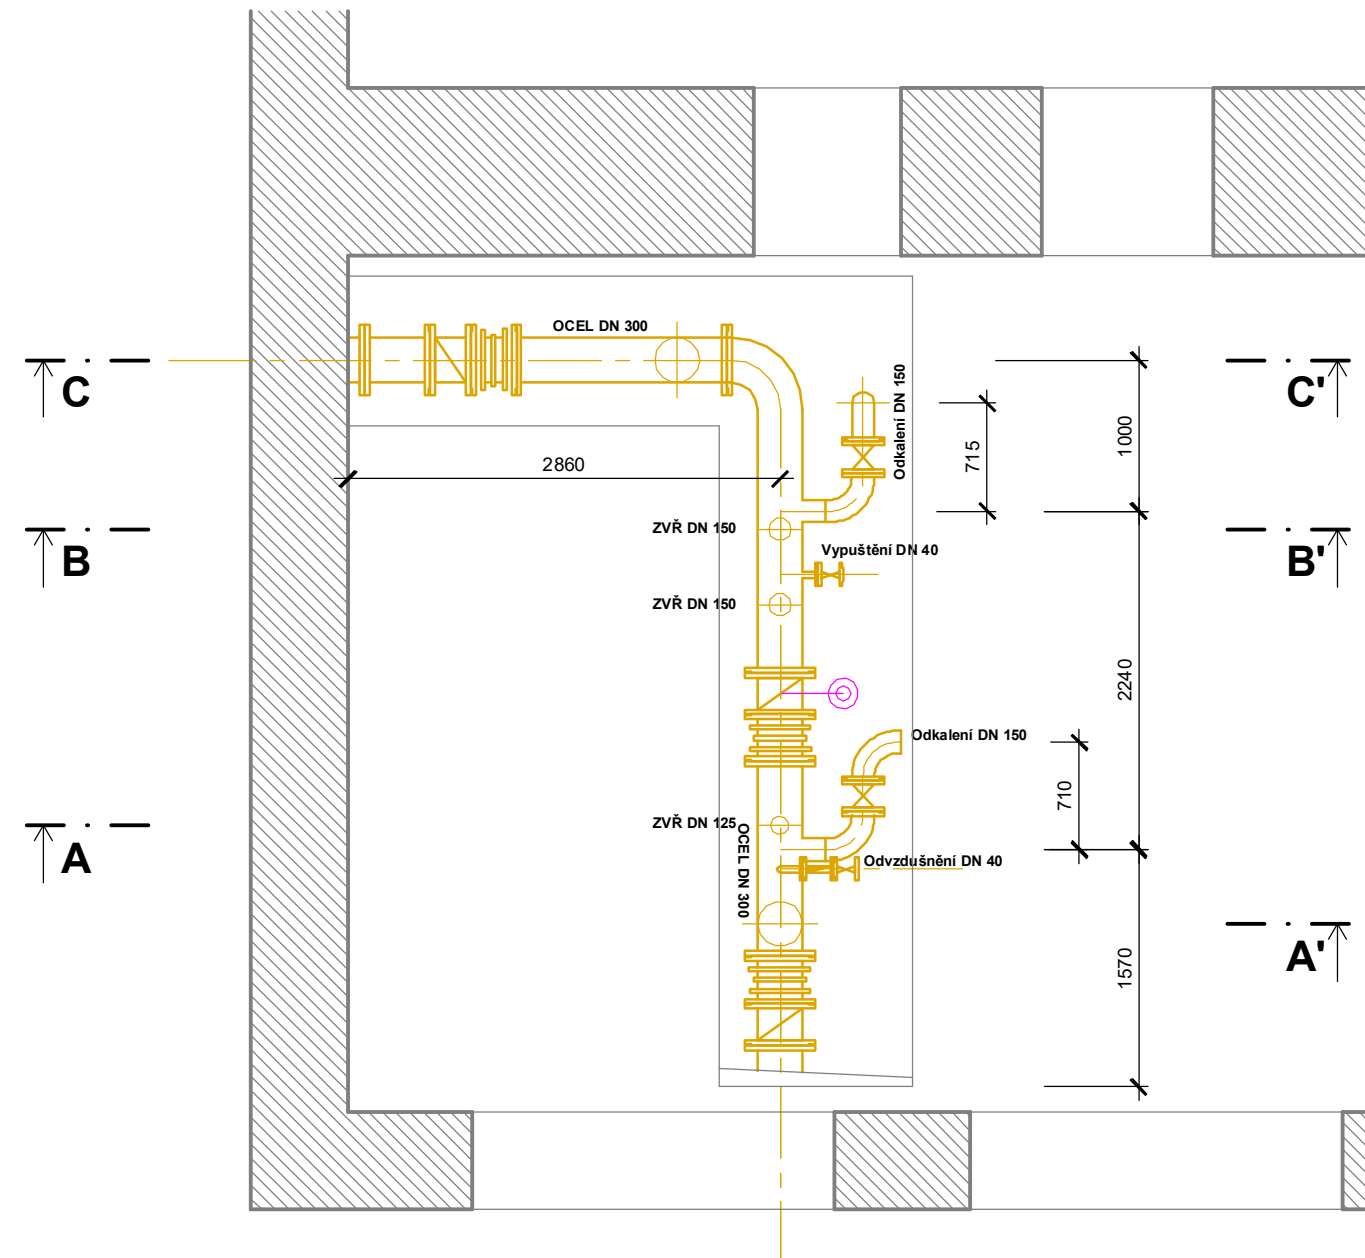 OCEL DN 300
C
C'
Odkalení DN 150
1000
715
2860
ZVŘ DN 150
B
B'
Vypuštění DN 40
ZVŘ DN 150
2240
Odkalení DN 150
710
ZVŘ DN 125
A
OCEL DN 300
Odvzdušnění DN 40
A'
1570